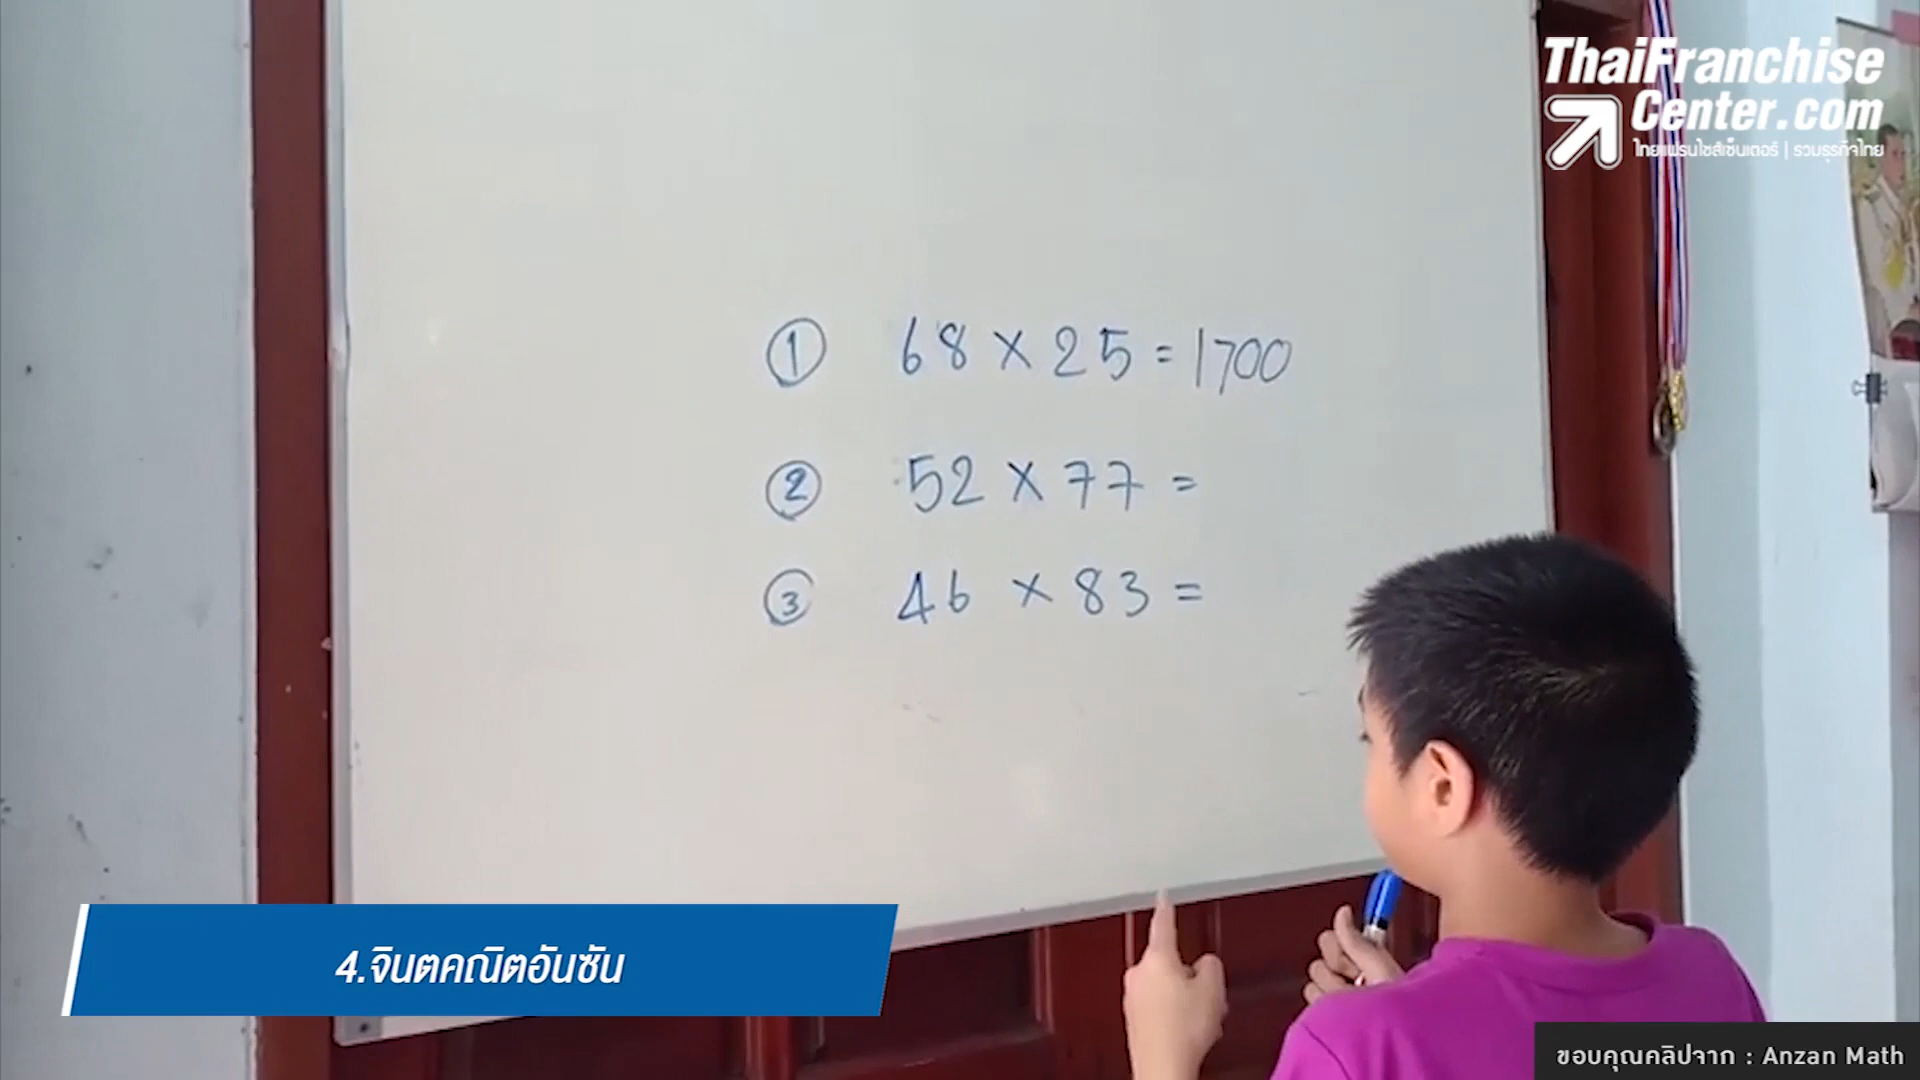 ThaiFranchise
Center.com
ไทยแฟรนไชส์เซ็นเตอร์ | รวมธุรกิจไทย
1 68 × 25 = 1700
2 52 × 77 =
3 46 × 83 =
4.จินตคณิตอันซัน
ขอบคุณคลิปจาก : Anzan Math